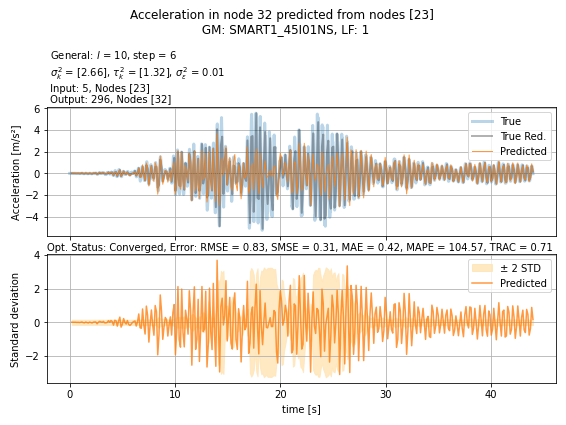 Acceleration in node 32 predicted from nodes [23]
GM: SMART1_45I01NS, LF: 1
General: l = 10, step = 6
σ²ₖ = [2.66], τ²ₖ = [1.32], σ²ε = 0.01
Input: 5, Nodes [23]
Output: 296, Nodes [32]
6
4
2
0
−2
−4
Acceleration [m/s²]
True
True Red.
Predicted
Opt. Status: Converged, Error: RMSE = 0.83, SMSE = 0.31, MAE = 0.42, MAPE = 104.57, TRAC = 0.71
4
2
0
−2
Standard deviation
± 2 STD
Predicted
0 10 20 30 40
time [s]